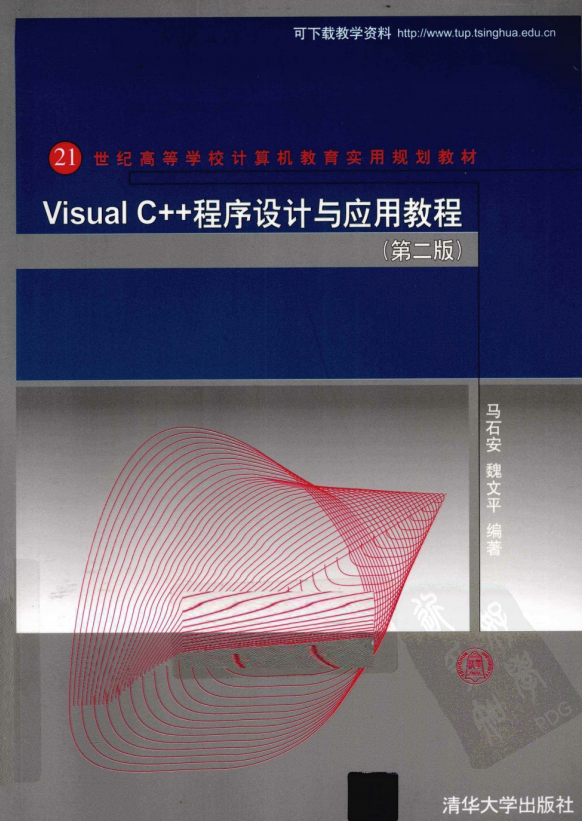 可下载教学资料 http://www.tup.tsinghua.edu.cn
21世纪高等学校计算机教育实用规划教材
Visual C++程序设计与应用教程
(第二版)
马石安 魏文平 编著
PDG
清华大学出版社